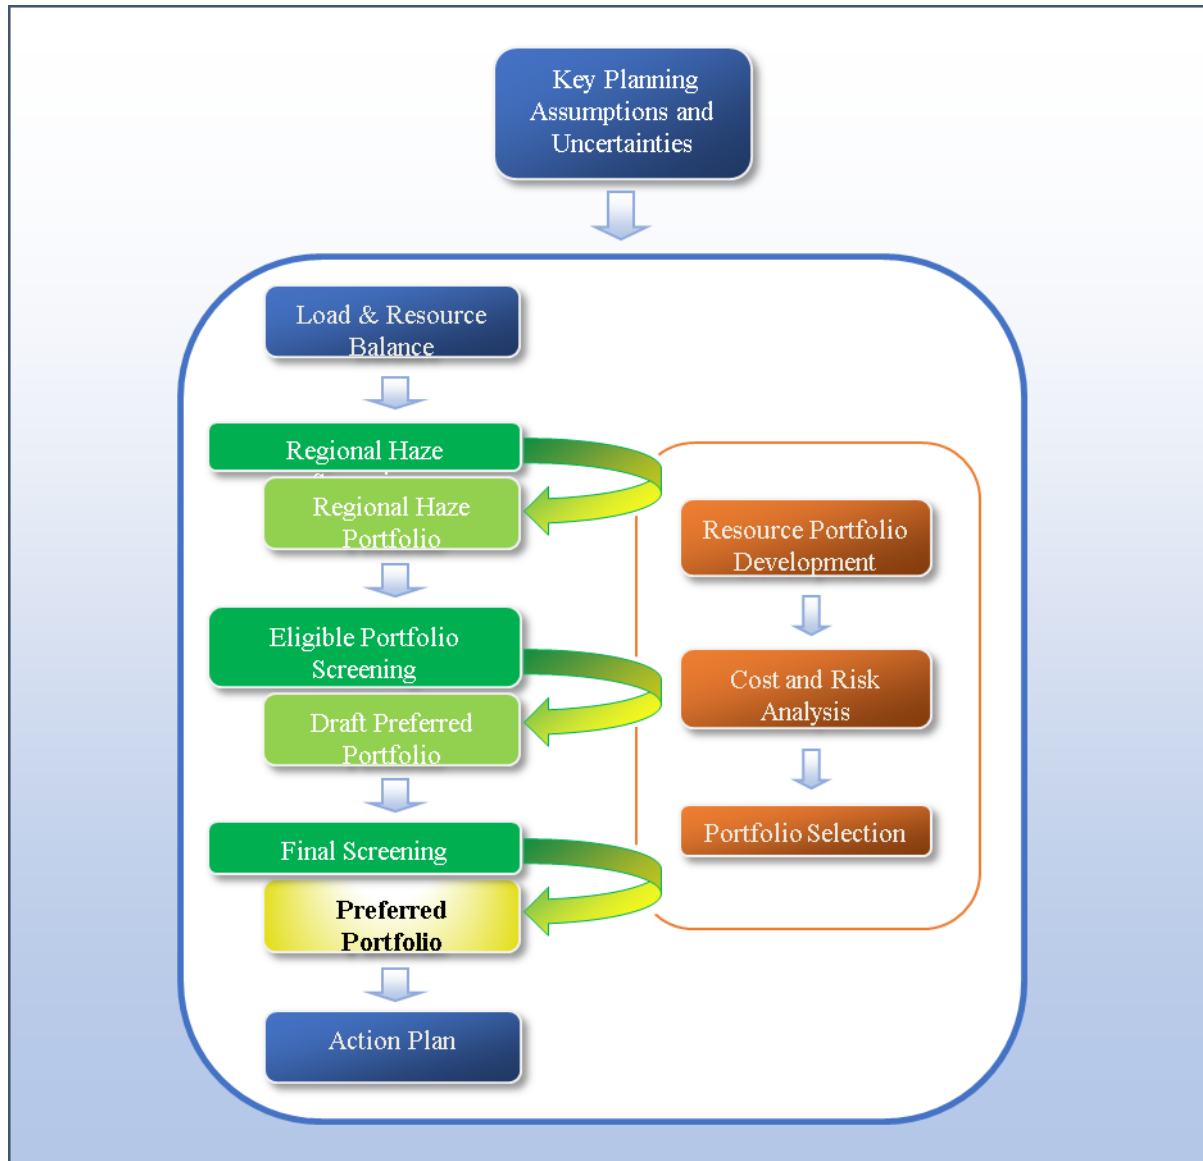 Key Planning
Assumptions and
Uncertainties
Load & Resource
Balance
Regional Haze
Regional Haze
Portfolio
Eligible Portfolio
Screening
Draft Preferred
Portfolio
Final Screening
Preferred
Portfolio
Action Plan
Resource Portfolio
Development
Cost and Risk
Analysis
Portfolio Selection